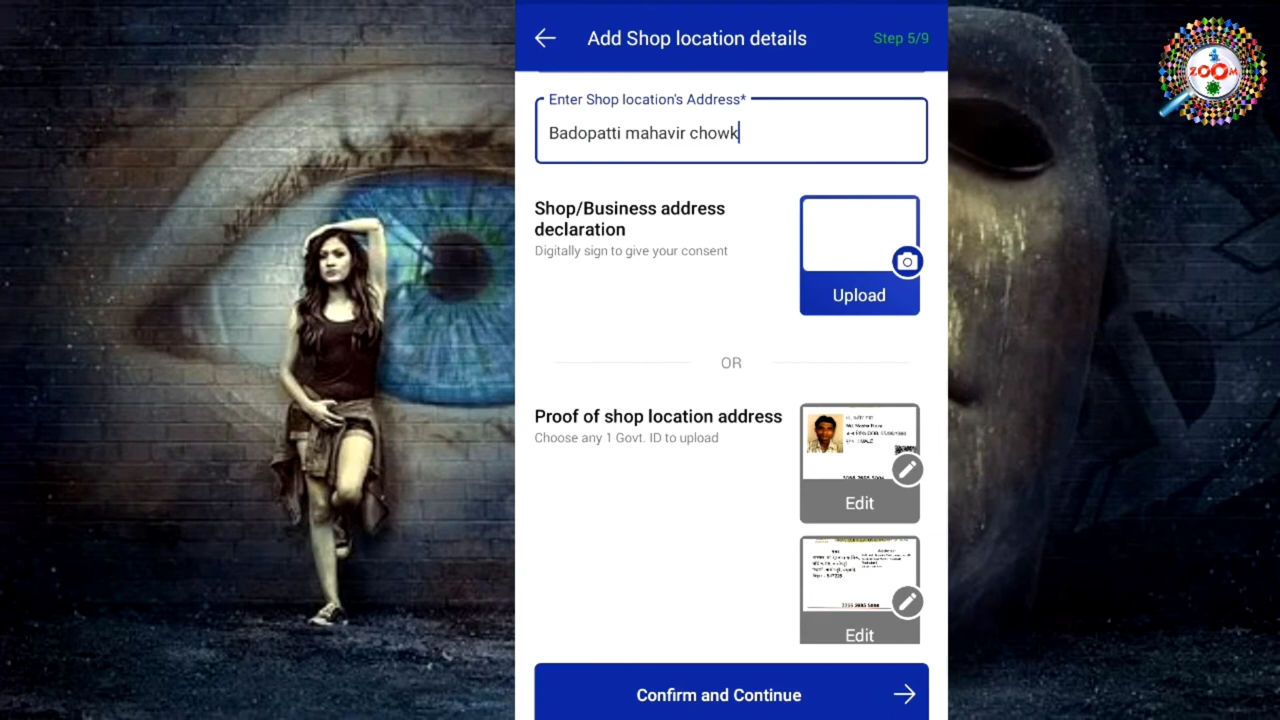 Add Shop location details
Step 5/9
ZOOM
Enter Shop location's Address*
Badopatti mahavir chowk
Shop/Business address
declaration
Digitally sign to give your consent
Upload
OR
Proof of shop location address
Choose any 1 Govt. ID to upload
Edit
Edit
Confirm and Continue